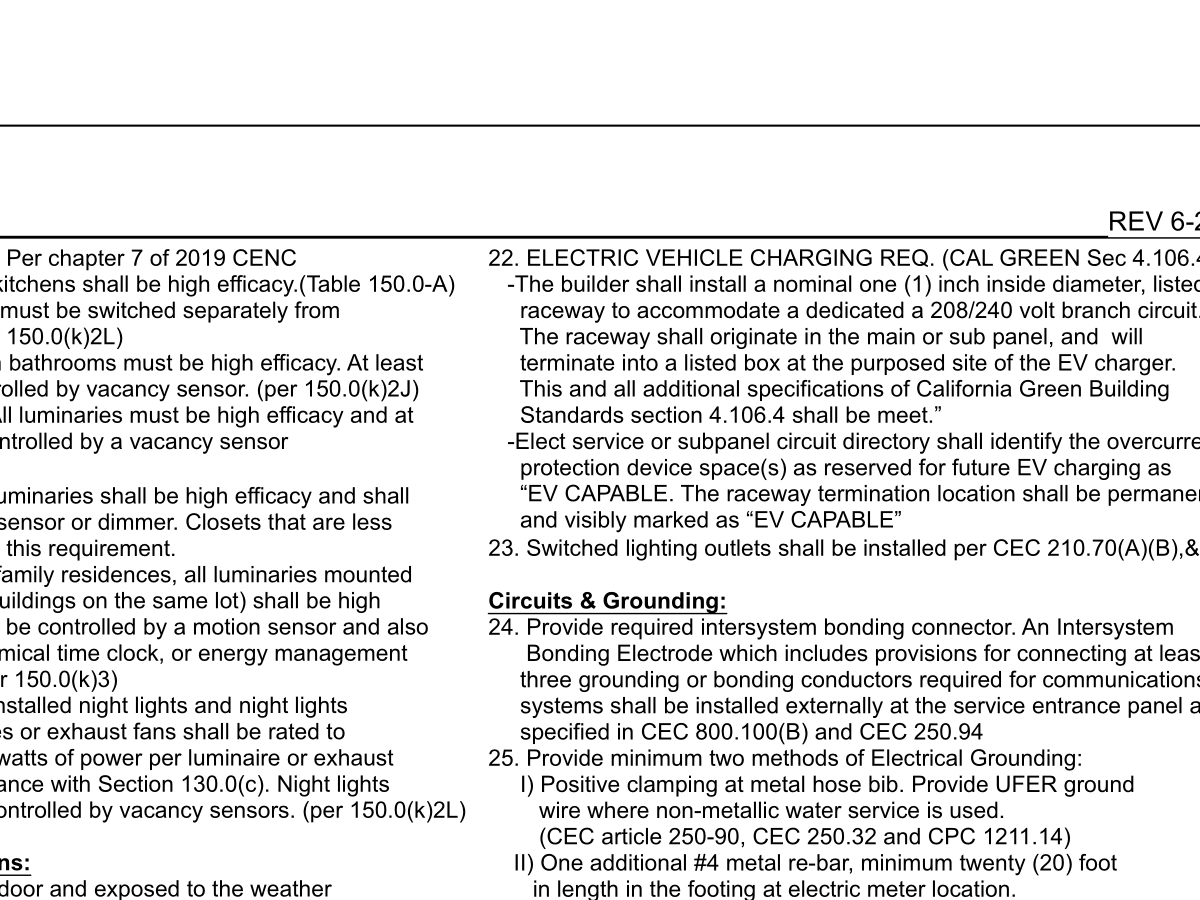 REV 6-2
Per chapter 7 of 2019 CENC
kitchens shall be high efficacy.(Table 150.0-A)
must be switched separately from
150.0(k)2L)
bathrooms must be high efficacy. At least
rolled by vacancy sensor. (per 150.0(k)2J)
All luminaries must be high efficacy and at
ntrolled by a vacancy sensor
uminaries shall be high efficacy and shall
sensor or dimmer. Closets that are less
this requirement.
family residences, all luminaries mounted
uildings on the same lot) shall be high
be controlled by a motion sensor and also
mical time clock, or energy management
r 150.0(k)3)
nstalled night lights and night lights
es or exhaust fans shall be rated to
watts of power per luminaire or exhaust
ance with Section 130.0(c). Night lights
ontrolled by vacancy sensors. (per 150.0(k)2L)
ns:
door and exposed to the weather
22. ELECTRIC VEHICLE CHARGING REQ. (CAL GREEN Sec 4.106.4
-The builder shall install a nominal one (1) inch inside diameter, listed
raceway to accommodate a dedicated a 208/240 volt branch circuit.
The raceway shall originate in the main or sub panel, and will
terminate into a listed box at the purposed site of the EV charger.
This and all additional specifications of California Green Building
Standards section 4.106.4 shall be meet.”
-Elect service or subpanel circuit directory shall identify the overcurre
protection device space(s) as reserved for future EV charging as
“EV CAPABLE. The raceway termination location shall be permaner
and visibly marked as “EV CAPABLE”
23. Switched lighting outlets shall be installed per CEC 210.70(A)(B),&
Circuits & Grounding:
24. Provide required intersystem bonding connector. An Intersystem
Bonding Electrode which includes provisions for connecting at leas
three grounding or bonding conductors required for communications
systems shall be installed externally at the service entrance panel a
specified in CEC 800.100(B) and CEC 250.94
25. Provide minimum two methods of Electrical Grounding:
I) Positive clamping at metal hose bib. Provide UFER ground
wire where non-metallic water service is used.
(CEC article 250-90, CEC 250.32 and CPC 1211.14)
II) One additional #4 metal re-bar, minimum twenty (20) foot
in length in the footing at electric meter location.